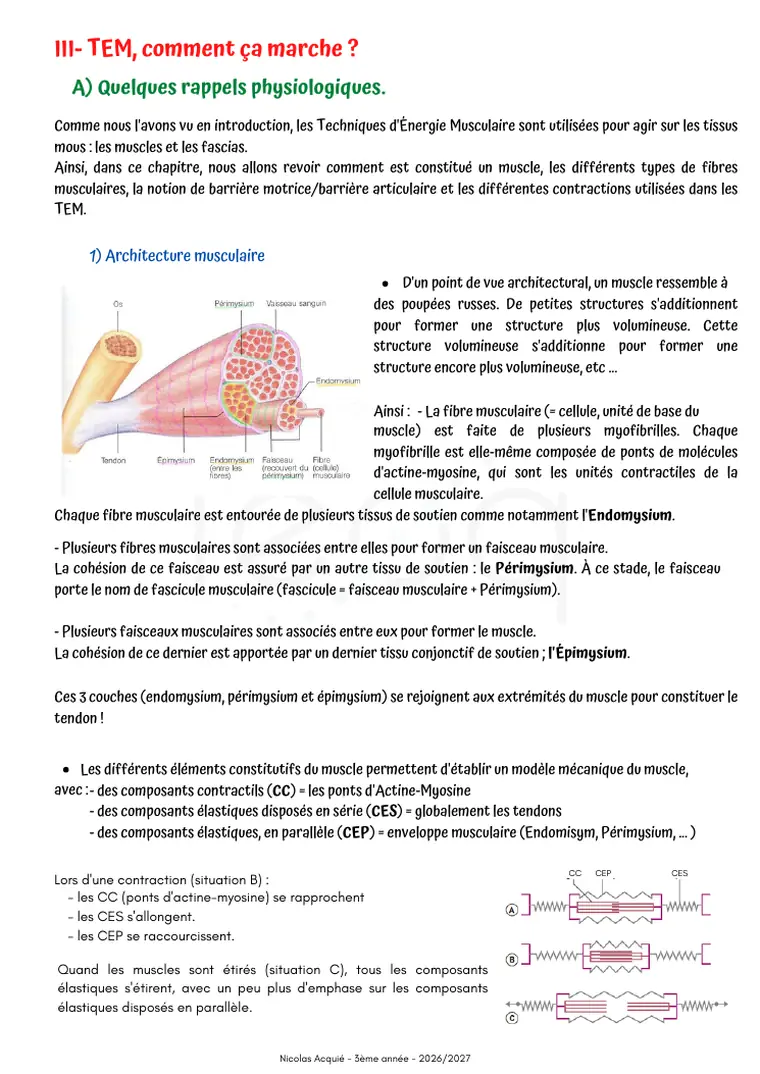 III- TEM, comment ça marche ?
A) Quelques rappels physiologiques.
Comme nous l'avons vu en introduction, les Techniques d'Énergie Musculaire sont utilisées pour agir sur les tissus
mous : les muscles et les fascias.
Ainsi, dans ce chapitre, nous allons revoir comment est constitué un muscle, les différents types de fibres
musculaires, la notion de barrière motrice/barrière articulaire et les différentes contractions utilisées dans les
TEM.
1) Architecture musculaire
Os
Périmysium
Vaisseau sanguin
Endomysium
Tendon
Épimysium
Endomysium
(entre les
fibres)
Faisceau
(recouvert du
périmysium)
Fibre
(cellule)
musculaire
• D'un point de vue architectural, un muscle ressemble à
des poupées russes. De petites structures s'additionnent
pour former une structure plus volumineuse. Cette
structure volumineuse s'additionne pour former une
structure encore plus volumineuse, etc ...
Ainsi : - La fibre musculaire (= cellule, unité de base du
muscle) est faite de plusieurs myofibrilles. Chaque
myofibrille est elle-même composée de ponts de molécules
d'actine-myosine, qui sont les unités contractiles de la
cellule musculaire.
Chaque fibre musculaire est entourée de plusieurs tissus de soutien comme notamment l'Endomysium.
- Plusieurs fibres musculaires sont associées entre elles pour former un faisceau musculaire.
La cohésion de ce faisceau est assuré par un autre tissu de soutien : le Périmysium. À ce stade, le faisceau
porte le nom de fascicule musculaire (fascicule = faisceau musculaire + Périmysium).
- Plusieurs faisceaux musculaires sont associés entre eux pour former le muscle.
La cohésion de ce dernier est apportée par un dernier tissu conjonctif de soutien ; l'Épimysium.
Ces 3 couches (endomysium, périmysium et épimysium) se rejoignent aux extrémités du muscle pour constituer le
tendon !
• Les différents éléments constitutifs du muscle permettent d'établir un modèle mécanique du muscle,
avec :- des composants contractils (CC) = les ponts d'Actine-Myosine
- des composants élastiques disposés en série (CES) = globalement les tendons
- des composants élastiques, en parallèle (CEP) = enveloppe musculaire (Endomisym, Périmysium, ... )
Lors d'une contraction (situation B) :
- les CC (ponts d'actine-myosine) se rapprochent
- les CES s'allongent.
- les CEP se raccourcissent.
Quand les muscles sont étirés (situation C), tous les composants
élastiques s'étirent, avec un peu plus d'emphase sur les composants
élastiques disposés en parallèle.
CC CEP CES
A
B
C
Nicolas Acquié - 3ème année - 2026/2027